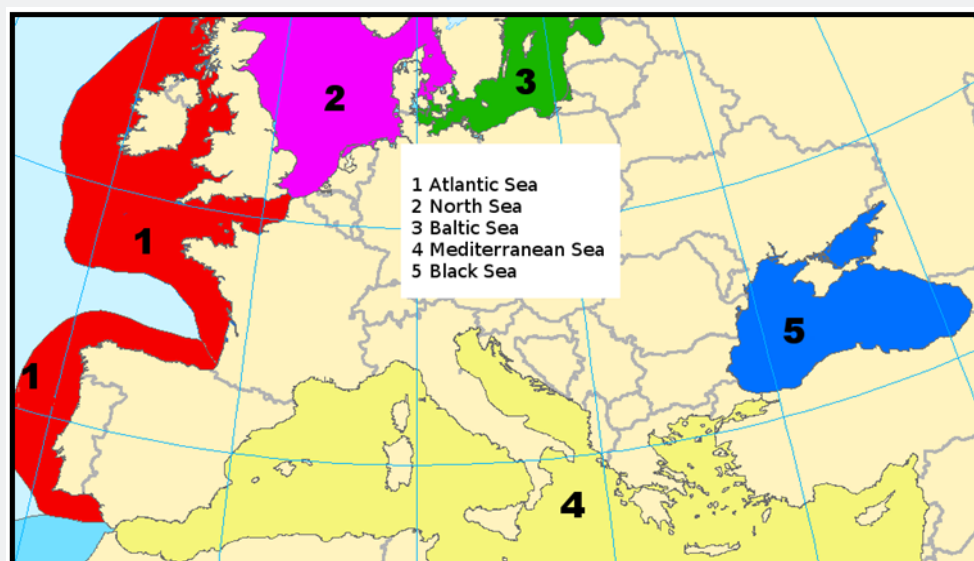 2
3
1 Atlantic Sea
2 North Sea
3 Baltic Sea
4 Mediterranean Sea
5 Black Sea
1
5
1
4